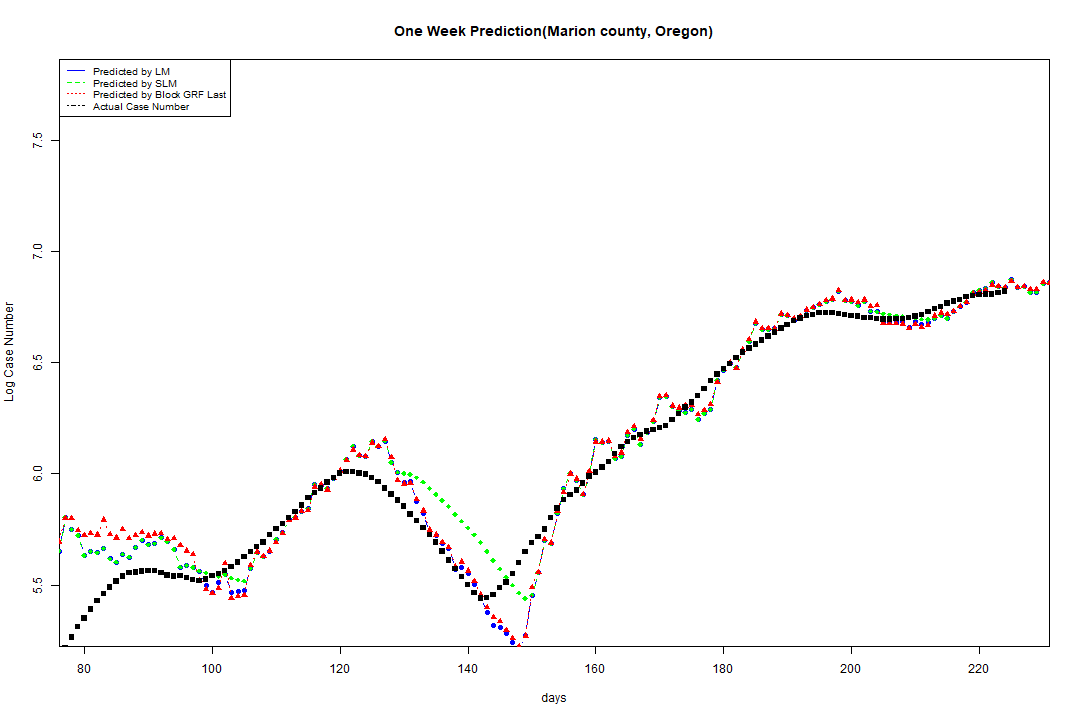 One Week Prediction(Marion county, Oregon)
Predicted by LM
Predicted by SLM
Predicted by Block GRF Last
Actual Case Number
7.5
7.0
6.5
6.0
5.5
Log Case Number
80 100 120 140 160 180 200 220
days